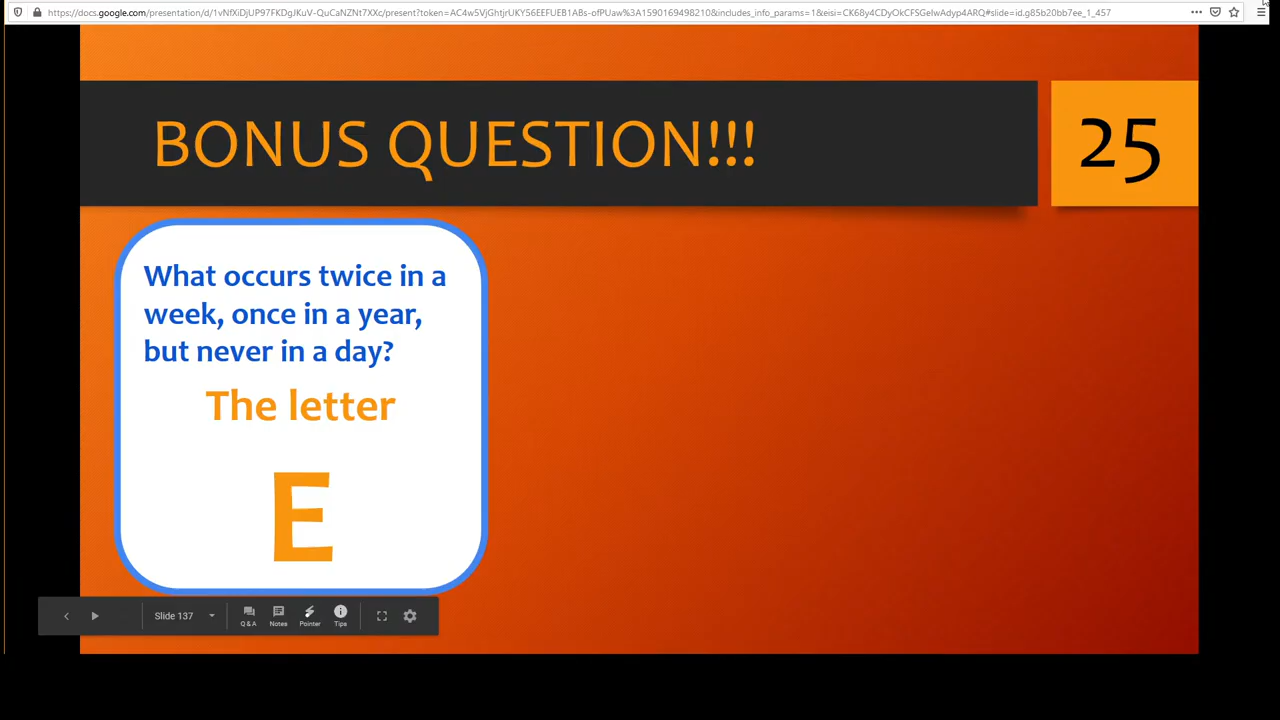 https://docs.google.com/presentation/d/1vNfXiDjUP97FKDgJKuV-QuCaNZNt7XXc/present?token=AC4w5VjGhtjrUKY56EEFUEB1ABs-ofPUaw%3A1590169498210&includes_info_params=1&eisi=CK68y4CDyOkCFSGeIwAdyp4ARQ#slide=id.g85b20bb7ee_1_457
BONUS QUESTION!!!
25
What occurs twice in a
week, once in a year,
but never in a day?
The letter
E
Slide 137
Q & A
Notes
Pointer
Tips